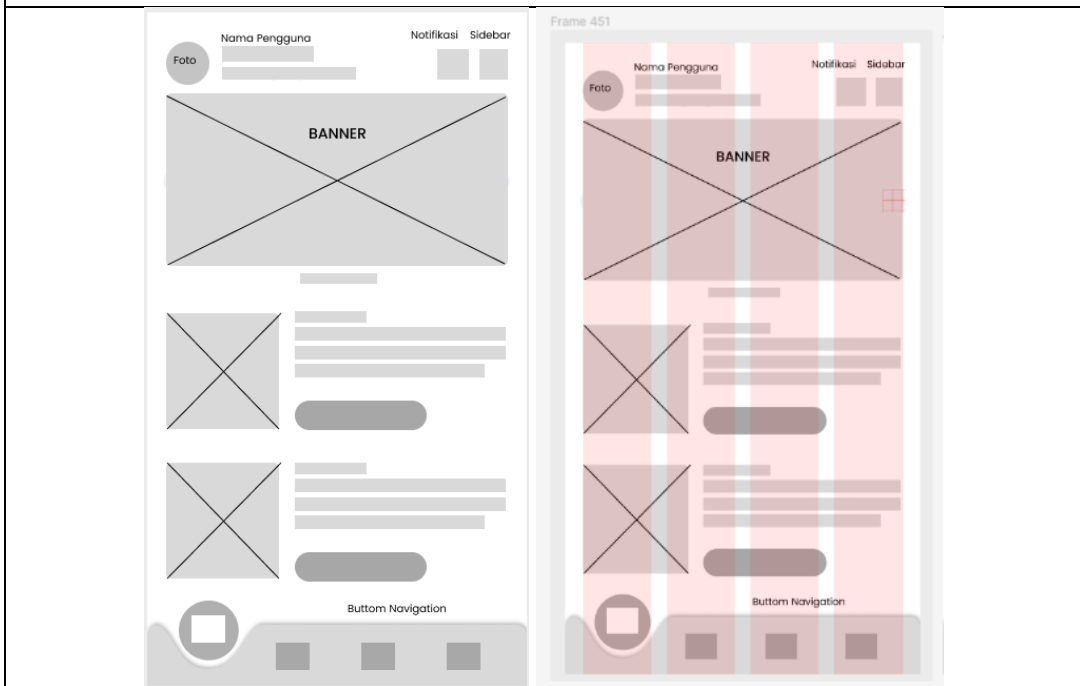 Nama Pengguna
Notifikasi
Sidebar
Foto
BANNER
Buttom Navigation
Frame 451
Nama Pengguna
Notifikasi
Sidebar
Foto
BANNER
Buttom Navigation